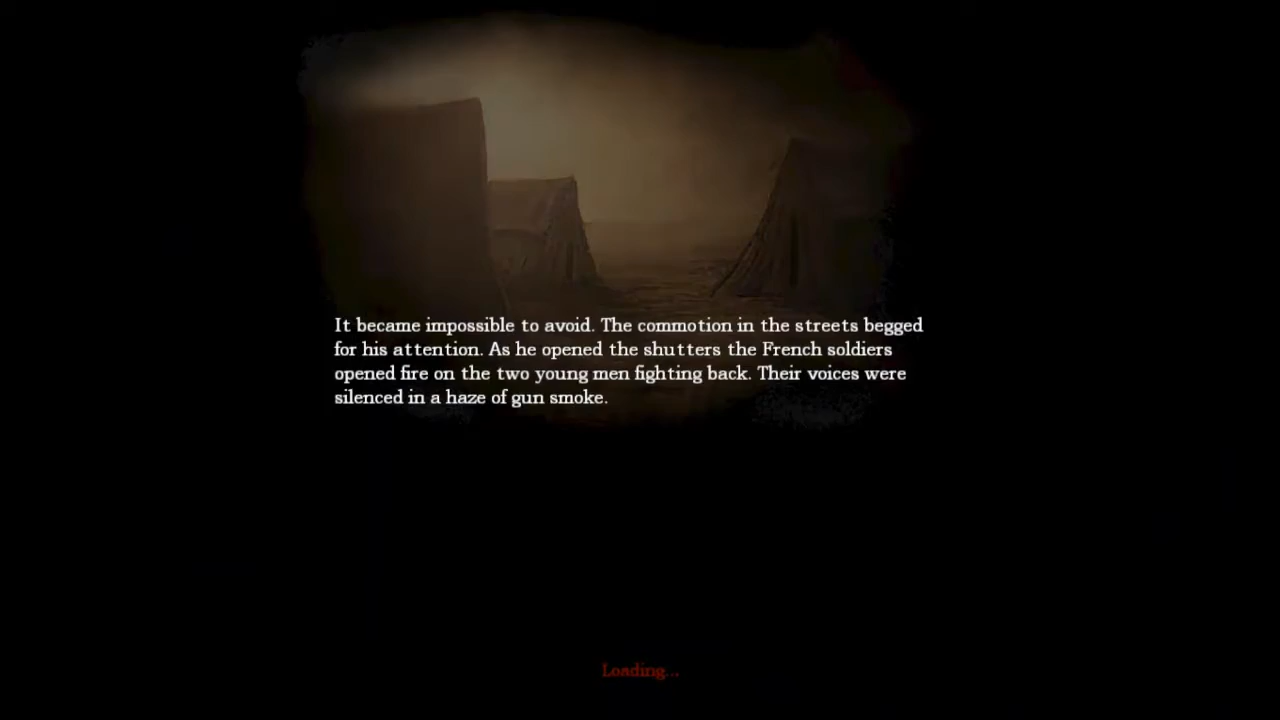 It became impossible to avoid. The commotion in the streets begged
for his attention. As he opened the shutters the French soldiers
opened fire on the two young men fighting back. Their voices were
silenced in a haze of gun smoke.
Loading...